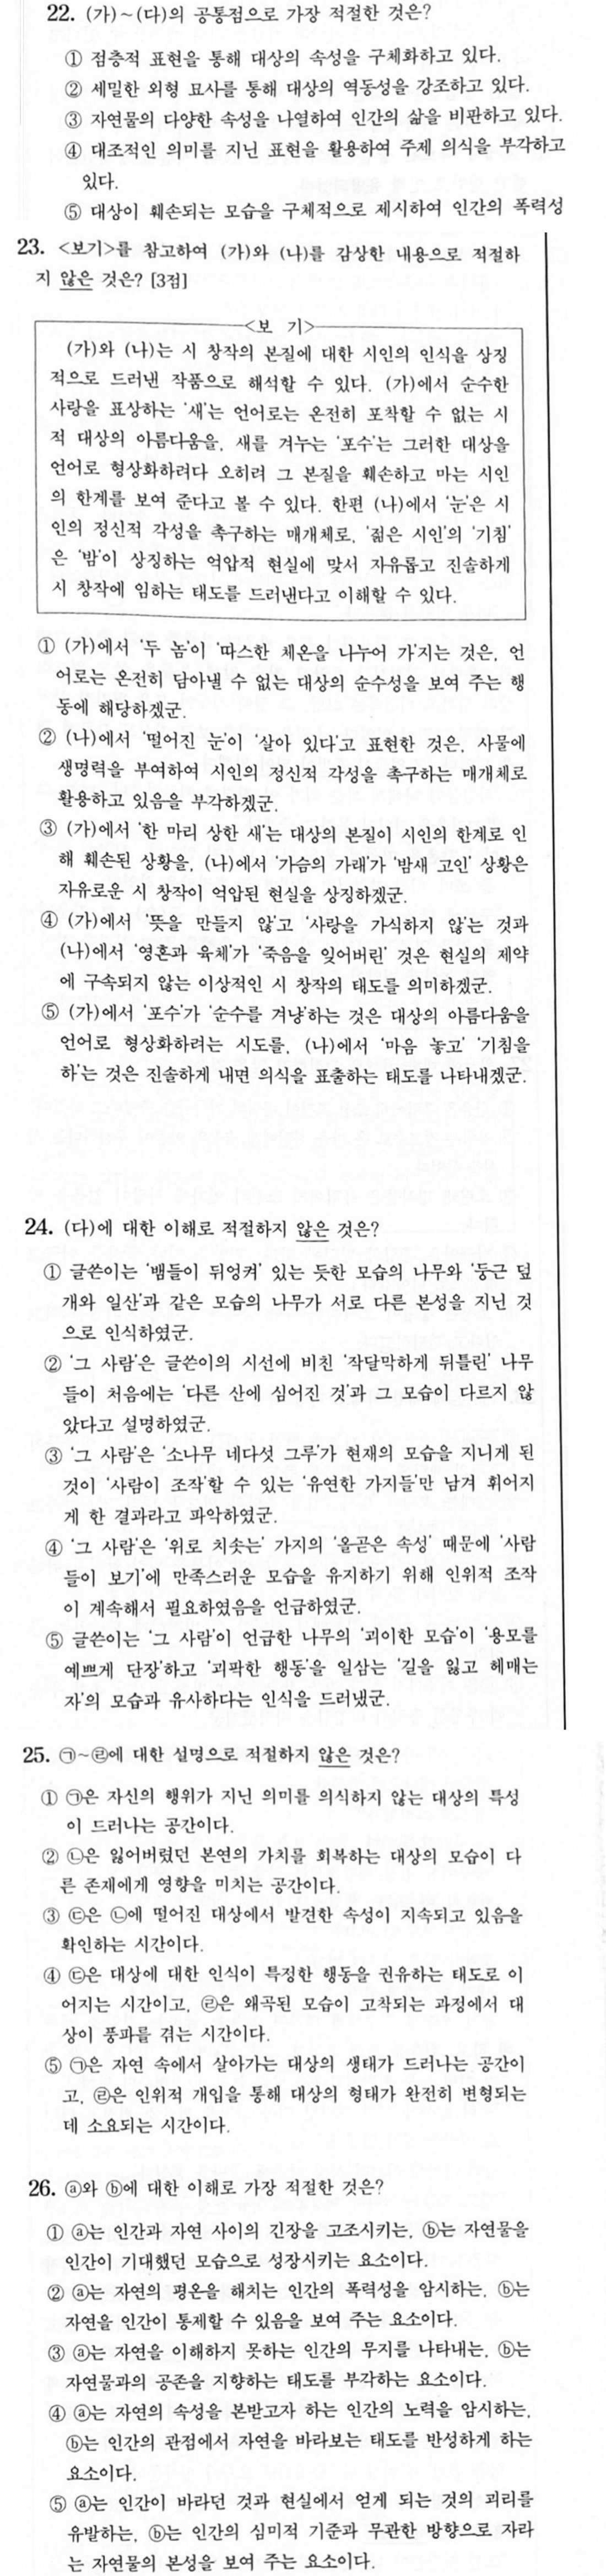 22. (가)~(다)의 공통점으로 가장 적절한 것은?
① 점층적 표현을 통해 대상의 속성을 구체화하고 있다.
② 세밀한 외형 묘사를 통해 대상의 역동성을 강조하고 있다.
③ 자연물의 다양한 속성을 나열하여 인간의 삶을 비판하고 있다.
④ 대조적인 의미를 지닌 표현을 활용하여 주제 의식을 부각하고
있다.
⑤ 대상이 훼손되는 모습을 구체적으로 제시하여 인간의 폭력성
23. <보기>를 참고하여 (가)와 (나)를 감상한 내용으로 적절하
지 않은 것은? [3점]
<보 기>
(가)와 (나)는 시 창작의 본질에 대한 시인의 인식을 상징
적으로 드러낸 작품으로 해석할 수 있다. (가)에서 순수한
사랑을 표상하는 '새'는 언어로는 온전히 포착할 수 없는 시
적 대상의 아름다움을, 새를 겨누는 '포수'는 그러한 대상을
언어로 형상화하려다 오히려 그 본질을 훼손하고 마는 시인
의 한계를 보여 준다고 볼 수 있다. 한편 (나)에서 '눈'은 시
인의 정신적 각성을 촉구하는 매개체로, '젊은 시인'의 '기침'
은 '밤'이 상징하는 억압적 현실에 맞서 자유롭고 진솔하게
시 창작에 임하는 태도를 드러낸다고 이해할 수 있다.
① (가)에서 '두 놈'이 '따스한 체온을 나누어 가'지는 것은, 언
어로는 온전히 담아낼 수 없는 대상의 순수성을 보여 주는 행
동에 해당하겠군.
② (나)에서 '떨어진 눈'이 '살아 있다'고 표현한 것은, 사물에
생명력을 부여하여 시인의 정신적 각성을 촉구하는 매개체로
활용하고 있음을 부각하겠군.
③ (가)에서 '한 마리 상한 새'는 대상의 본질이 시인의 한계로 인
해 훼손된 상황을, (나)에서 '가슴의 가래'가 '밤새 고인' 상황은
자유로운 시 창작이 억압된 현실을 상징하겠군.
④ (가)에서 '뜻을 만들지 않'고 '사랑을 가식하지 않'는 것과
(나)에서 '영혼과 육체'가 '죽음을 잊어버린' 것은 현실의 제약
에 구속되지 않는 이상적인 시 창작의 태도를 의미하겠군.
⑤ (가)에서 '포수'가 '순수를 겨냥'하는 것은 대상의 아름다움을
언어로 형상화하려는 시도를, (나)에서 '마음 놓고' '기침을
하'는 것은 진솔하게 내면 의식을 표출하는 태도를 나타내겠군.
24. (다)에 대한 이해로 적절하지 않은 것은?
① 글쓴이는 '뱀들이 뒤엉켜' 있는 듯한 모습의 나무와 '둥근 덮
개와 일산'과 같은 모습의 나무가 서로 다른 본성을 지닌 것
으로 인식하였군.
② '그 사람'은 글쓴이의 시선에 비친 '작달막하게 뒤틀린' 나무
들이 처음에는 '다른 산에 심어진 것'과 그 모습이 다르지 않
았다고 설명하였군.
③ '그 사람'은 '소나무 네다섯 그루'가 현재의 모습을 지니게 된
것이 '사람이 조작'할 수 있는 '유연한 가지들'만 남겨 휘어지
게 한 결과라고 파악하였군.
④ '그 사람'은 '위로 치솟는' 가지의 '올곧은 속성' 때문에 '사람
들이 보기'에 만족스러운 모습을 유지하기 위해 인위적 조작
이 계속해서 필요하였음을 언급하였군.
⑤ 글쓴이는 '그 사람'이 언급한 나무의 '괴이한 모습'이 '용모를
예쁘게 단장'하고 '괴팍한 행동'을 일삼는 '길을 잃고 헤매는
자'의 모습과 유사하다는 인식을 드러냈군.
25. ㉠~㉣에 대한 설명으로 적절하지 않은 것은?
① ㉠은 자신의 행위가 지닌 의미를 의식하지 않는 대상의 특성
이 드러나는 공간이다.
② ㉡은 잃어버렸던 본연의 가치를 회복하는 대상의 모습이 다
른 존재에게 영향을 미치는 공간이다.
③ ㉢은 ㉡에 떨어진 대상에서 발견한 속성이 지속되고 있음을
확인하는 시간이다.
④ ㉢은 대상에 대한 인식이 특정한 행동을 권유하는 태도로 이
어지는 시간이고, ㉣은 왜곡된 모습이 고착되는 과정에서 대
상이 풍파를 겪는 시간이다.
⑤ ㉠은 자연 속에서 살아가는 대상의 생태가 드러나는 공간이
고, ㉣은 인위적 개입을 통해 대상의 형태가 완전히 변형되는
데 소요되는 시간이다.
26. ⓐ와 ⓑ에 대한 이해로 가장 적절한 것은?
① ⓐ는 인간과 자연 사이의 긴장을 고조시키는, ⓑ는 자연물을
인간이 기대했던 모습으로 성장시키는 요소이다.
② ⓐ는 자연의 평온을 해치는 인간의 폭력성을 암시하는, ⓑ는
자연을 인간이 통제할 수 있음을 보여 주는 요소이다.
③ ⓐ는 자연을 이해하지 못하는 인간의 무지를 나타내는, ⓑ는
자연물과의 공존을 지향하는 태도를 부각하는 요소이다.
④ ⓐ는 자연의 속성을 본받고자 하는 인간의 노력을 암시하는,
ⓑ는 인간의 관점에서 자연을 바라보는 태도를 반성하게 하는
요소이다.
⑤ ⓐ는 인간이 바라던 것과 현실에서 얻게 되는 것의 괴리를
유발하는, ⓑ는 인간의 심미적 기준과 무관한 방향으로 자라
는 자연물의 본성을 보여 주는 요소이다.